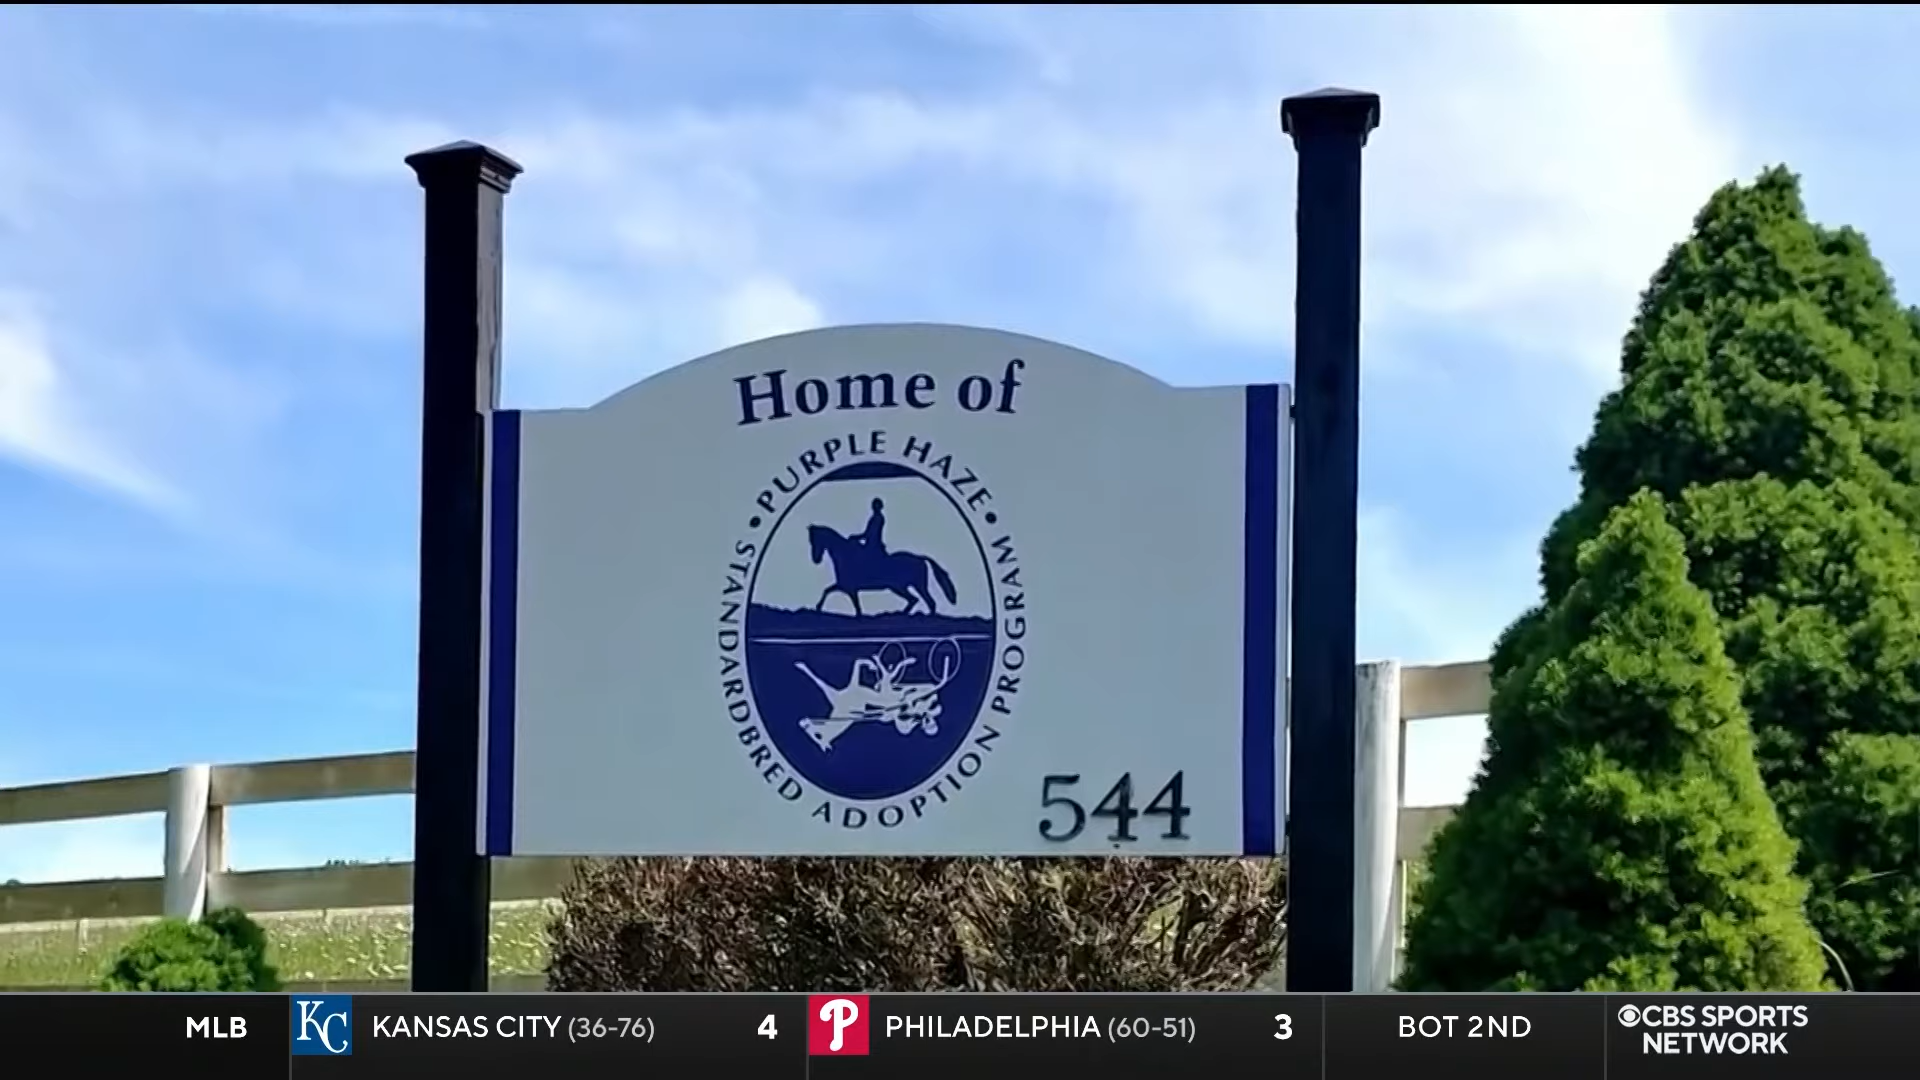 Home of
• PURPLE HAZE •
STANDARDBRED ADOPTION PROGRAM
544
MLB
KC
KANSAS CITY (36-76)
4
P
PHILADELPHIA (60-51)
3
BOT 2ND
CBS SPORTS
NETWORK